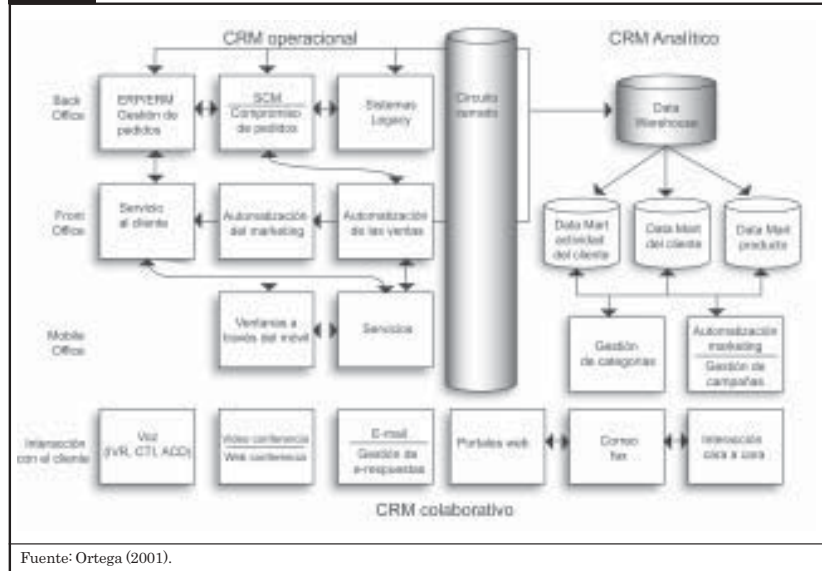 CRM operacional
CRM Analítico
Back
Office
ERP/ERM
Gestión de
pedidos
SCM
Compromiso
de pedidos
Sistemas
Legacy
Circuito
cerrado
Data
Warehouse
Front
Office
Servicio
al cliente
Automatización
del marketing
Automatización
de las ventas
Data Mart
actividad
del cliente
Data Mart
del cliente
Data Mart
producto
Mobile
Office
Ventanas a
través del móvil
Servicios
Gestión
de categorías
Automatización
marketing
Gestión de
campañas
Interacción
con el cliente
Voz
(IVR, CTI, ACD)
Video conferencia
Web conferencia
E-mail
Gestión de
e-respuestas
Portales web
Correo
fax
Interacción
cara a cara
CRM colaborativo
Fuente: Ortega (2001).